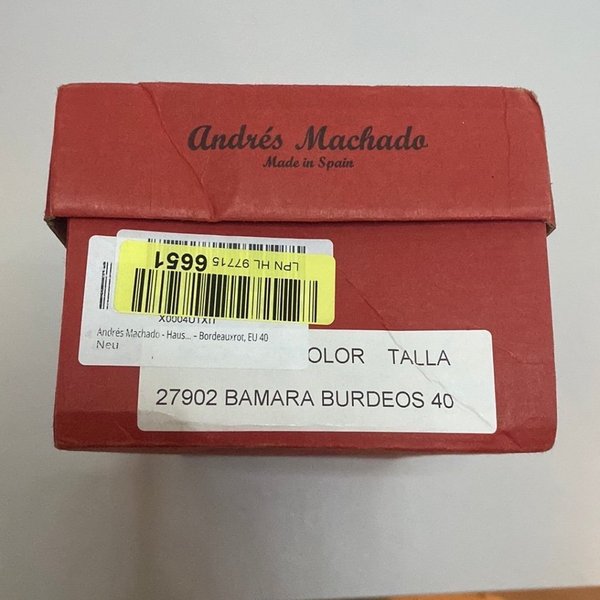 Andrés Machado
Made in Spain
LPN HL 97715 6651
X0004U1XIT
Andrés Machado - Haus... - Bordeauxrot, EU 40
Neu
OLOR TALLA
27902 BAMARA BURDEOS 40